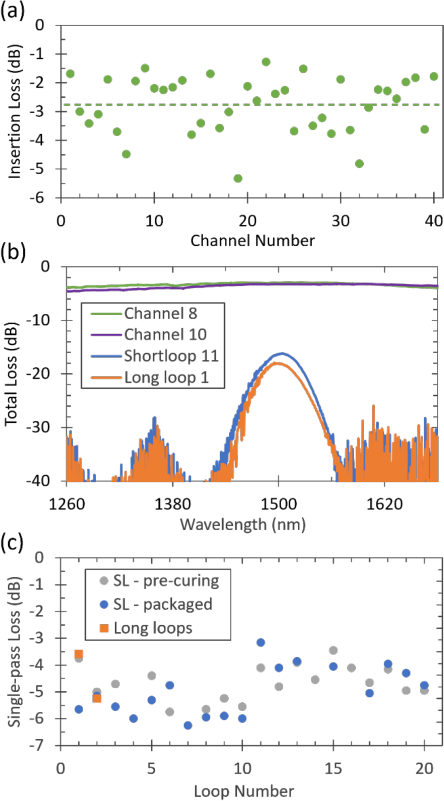 (a)
-1
-2
-3
-4
-5
-6
Insertion Loss (dB)
0 10 20 30 40
Channel Number
(b)
0
-10
-20
-30
-40
Total Loss (dB)
Channel 8
Channel 10
Shortloop 11
Long loop 1
1260 1380 1500 1620
Wavelength (nm)
(c)
0
-1
-2
-3
-4
-5
-6
-7
Single-pass Loss (dB)
SL - pre-curing
SL - packaged
Long loops
0 5 10 15 20
Loop Number